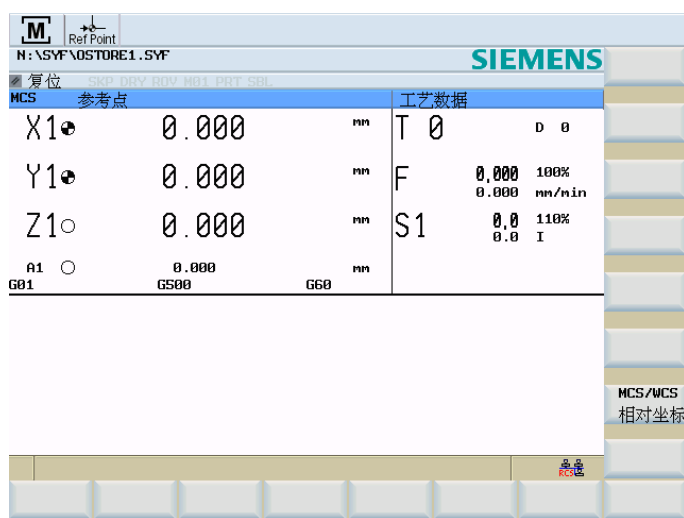 M Ref Point
N:\SYF\OSTORE1.SYF SIEMENS
复位 SKP DRY ROV M01 PRT SBL
MCS 参考点 工艺数据
X1 0.000 mm T 0 D 0
Y1 0.000 mm F 0.000 100%
0.000 mm/min
Z1 0.000 mm S1 0.0 110%
0.0 I
A1 0.000 mm
G01 G500 G60
MCS/WCS
相对坐标
RCS